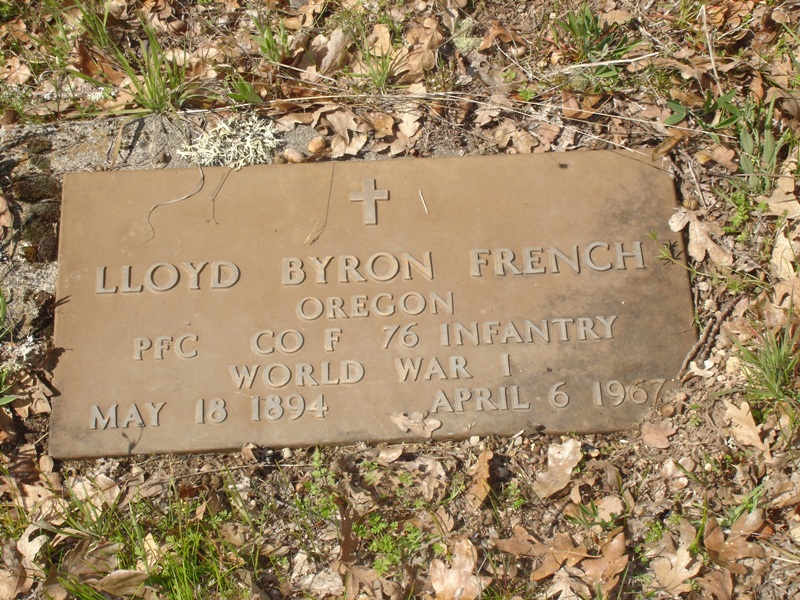 LLOYD BYRON FRENCH
OREGON
PFC CO F 76 INFANTRY
WORLD WAR I
MAY 18 1894 APRIL 6 1967